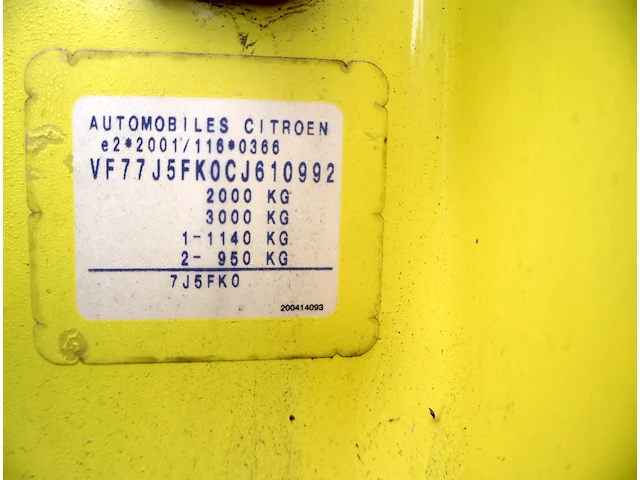 AUTOMOBILES CITROEN
e2*2001/116*0366
VF77J5FK0CJ610992
2000 KG
3000 KG
1- 1140 KG
2- 950 KG
7J5FK0
200414093